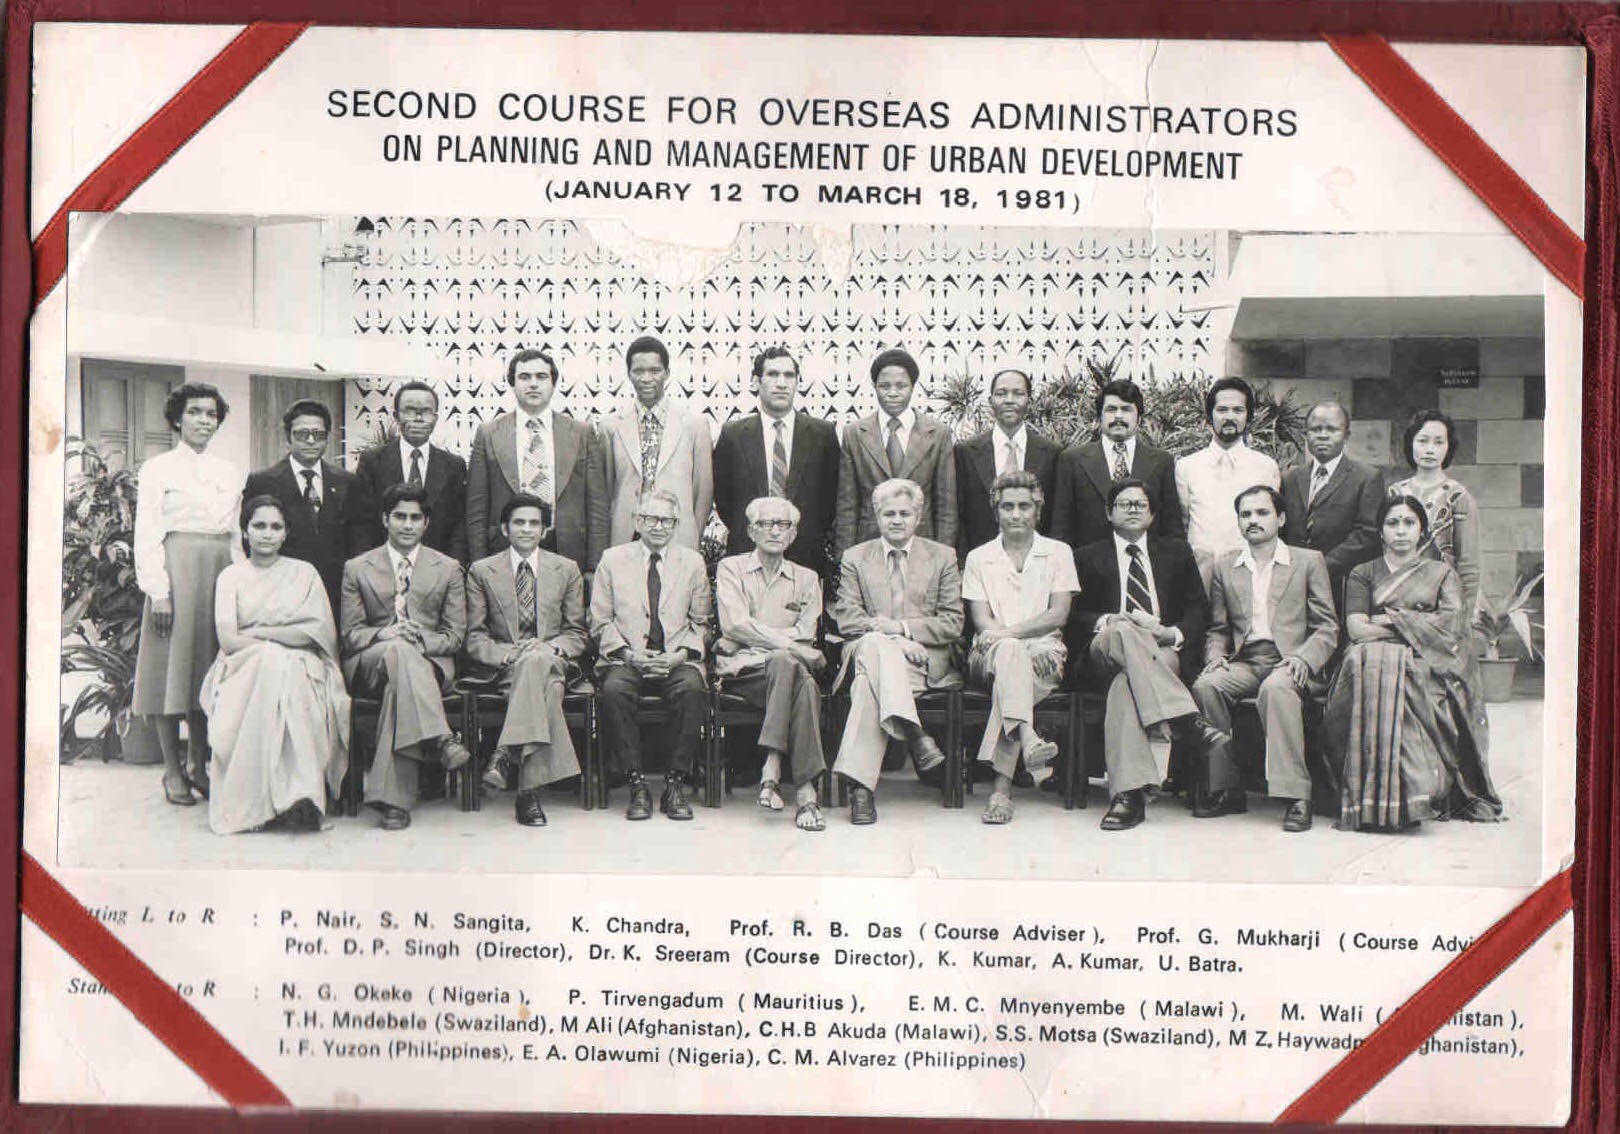 SECOND COURSE FOR OVERSEAS ADMINISTRATORS
ON PLANNING AND MANAGEMENT OF URBAN DEVELOPMENT
(JANUARY 12 TO MARCH 18, 1981)
L to R : P. Nair, S. N. Sangita, K. Chandra, Prof. R. B. Das ( Course Adviser ), Prof. G. Mukharji ( Course
Prof. D. P. Singh (Director), Dr. K. Sreeram (Course Director), K. Kumar, A. Kumar, U. Batra.
to R : N. G. Okeke ( Nigeria ), P. Tirvengadum ( Mauritius ), E. M. C. Mnyenyembe ( Malawi ), M. Wali (
T.H. Mndebele (Swaziland), M Ali (Afghanistan), C.H.B Akuda (Malawi), S.S. Motsa (Swaziland), M Z.
I. F. Yuzon (Philippines), E. A. Olawumi (Nigeria), C. M. Alvarez (Philippines)